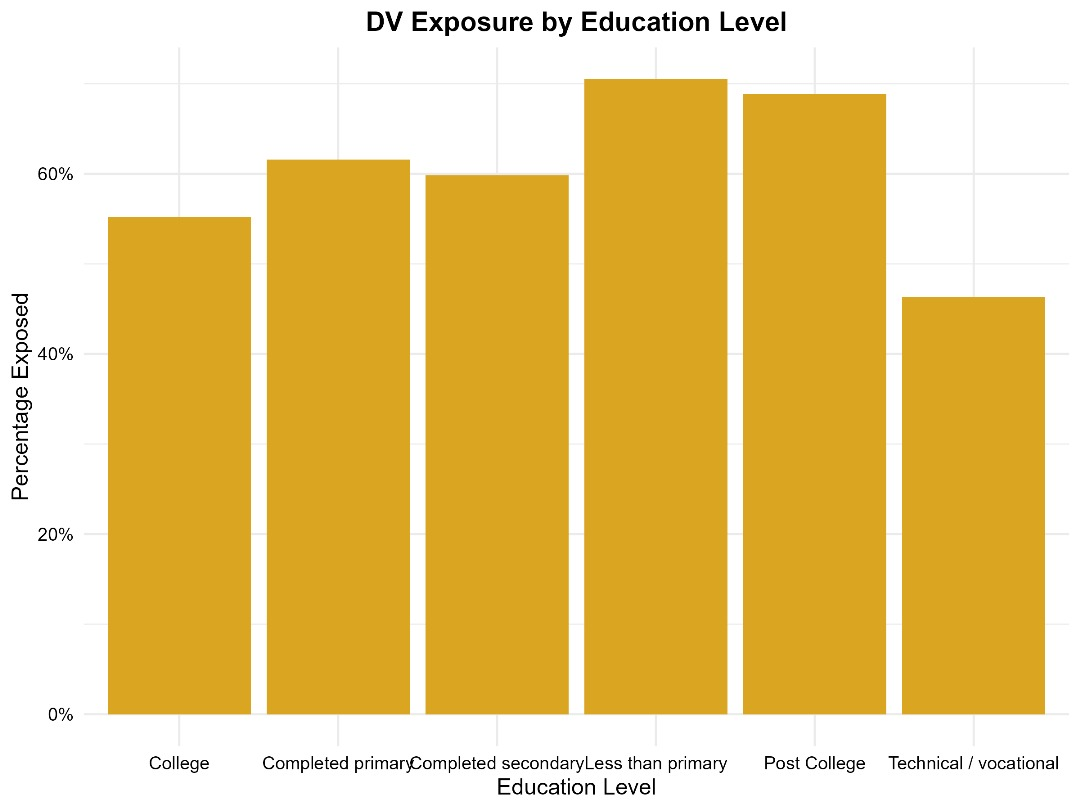 DV Exposure by Education Level
Percentage Exposed
60%
40%
20%
0%
College
Completed primary
Completed secondary
Less than primary
Post College
Technical / vocational
Education Level